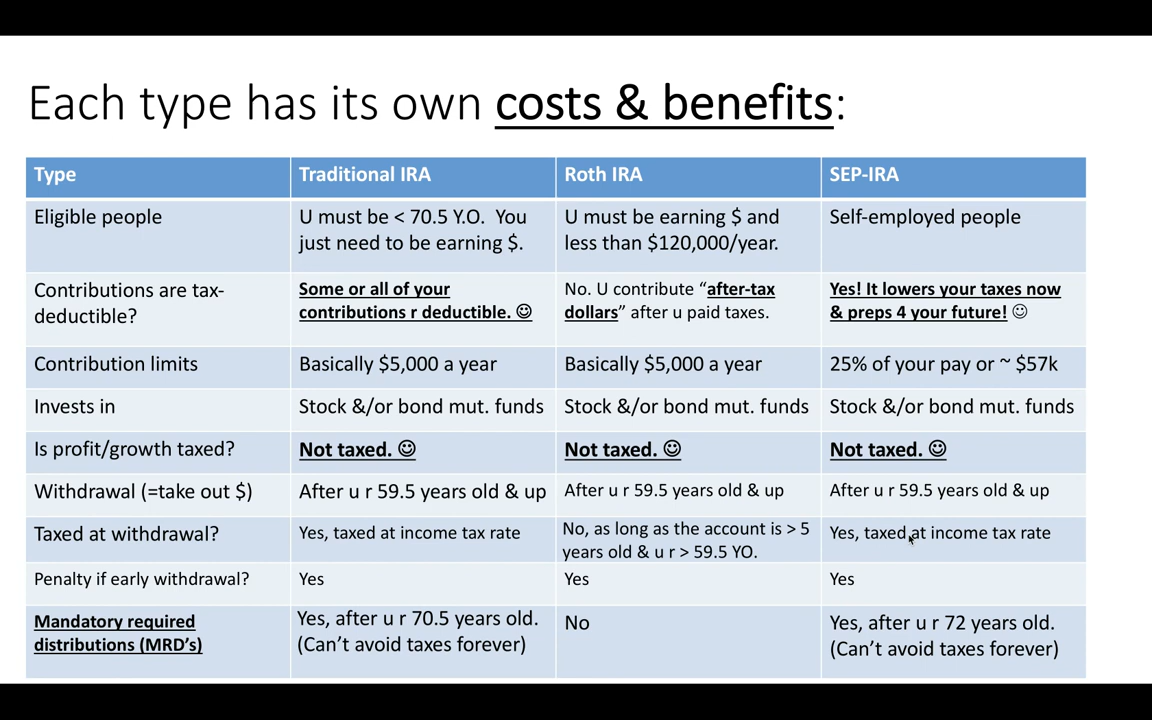 Each type has its own costs & benefits:
Type
Traditional IRA
Roth IRA
SEP-IRA
Eligible people
U must be < 70.5 Y.O.  You
just need to be earning $.
U must be earning $ and
less than $120,000/year.
Self-employed people
Contributions are tax-
deductible?
Some or all of your
contributions r deductible. ☺
No. U contribute “after-tax
dollars” after u paid taxes.
Yes! It lowers your taxes now
& preps 4 your future! ☺
Contribution limits
Basically $5,000 a year
Basically $5,000 a year
25% of your pay or ~ $57k
Invests in
Stock &/or bond mut. funds
Stock &/or bond mut. funds
Stock &/or bond mut. funds
Is profit/growth taxed?
Not taxed. ☺
Not taxed. ☺
Not taxed. ☺
Withdrawal (=take out $)
After u r 59.5 years old & up
After u r 59.5 years old & up
After u r 59.5 years old & up
Taxed at withdrawal?
Yes, taxed at income tax rate
No, as long as the account is > 5
years old & u r > 59.5 YO.
Yes, taxed at income tax rate
Penalty if early withdrawal?
Yes
Yes
Yes
Mandatory required
distributions (MRD’s)
Yes, after u r 70.5 years old.
(Can’t avoid taxes forever)
No
Yes, after u r 72 years old.
(Can’t avoid taxes forever)